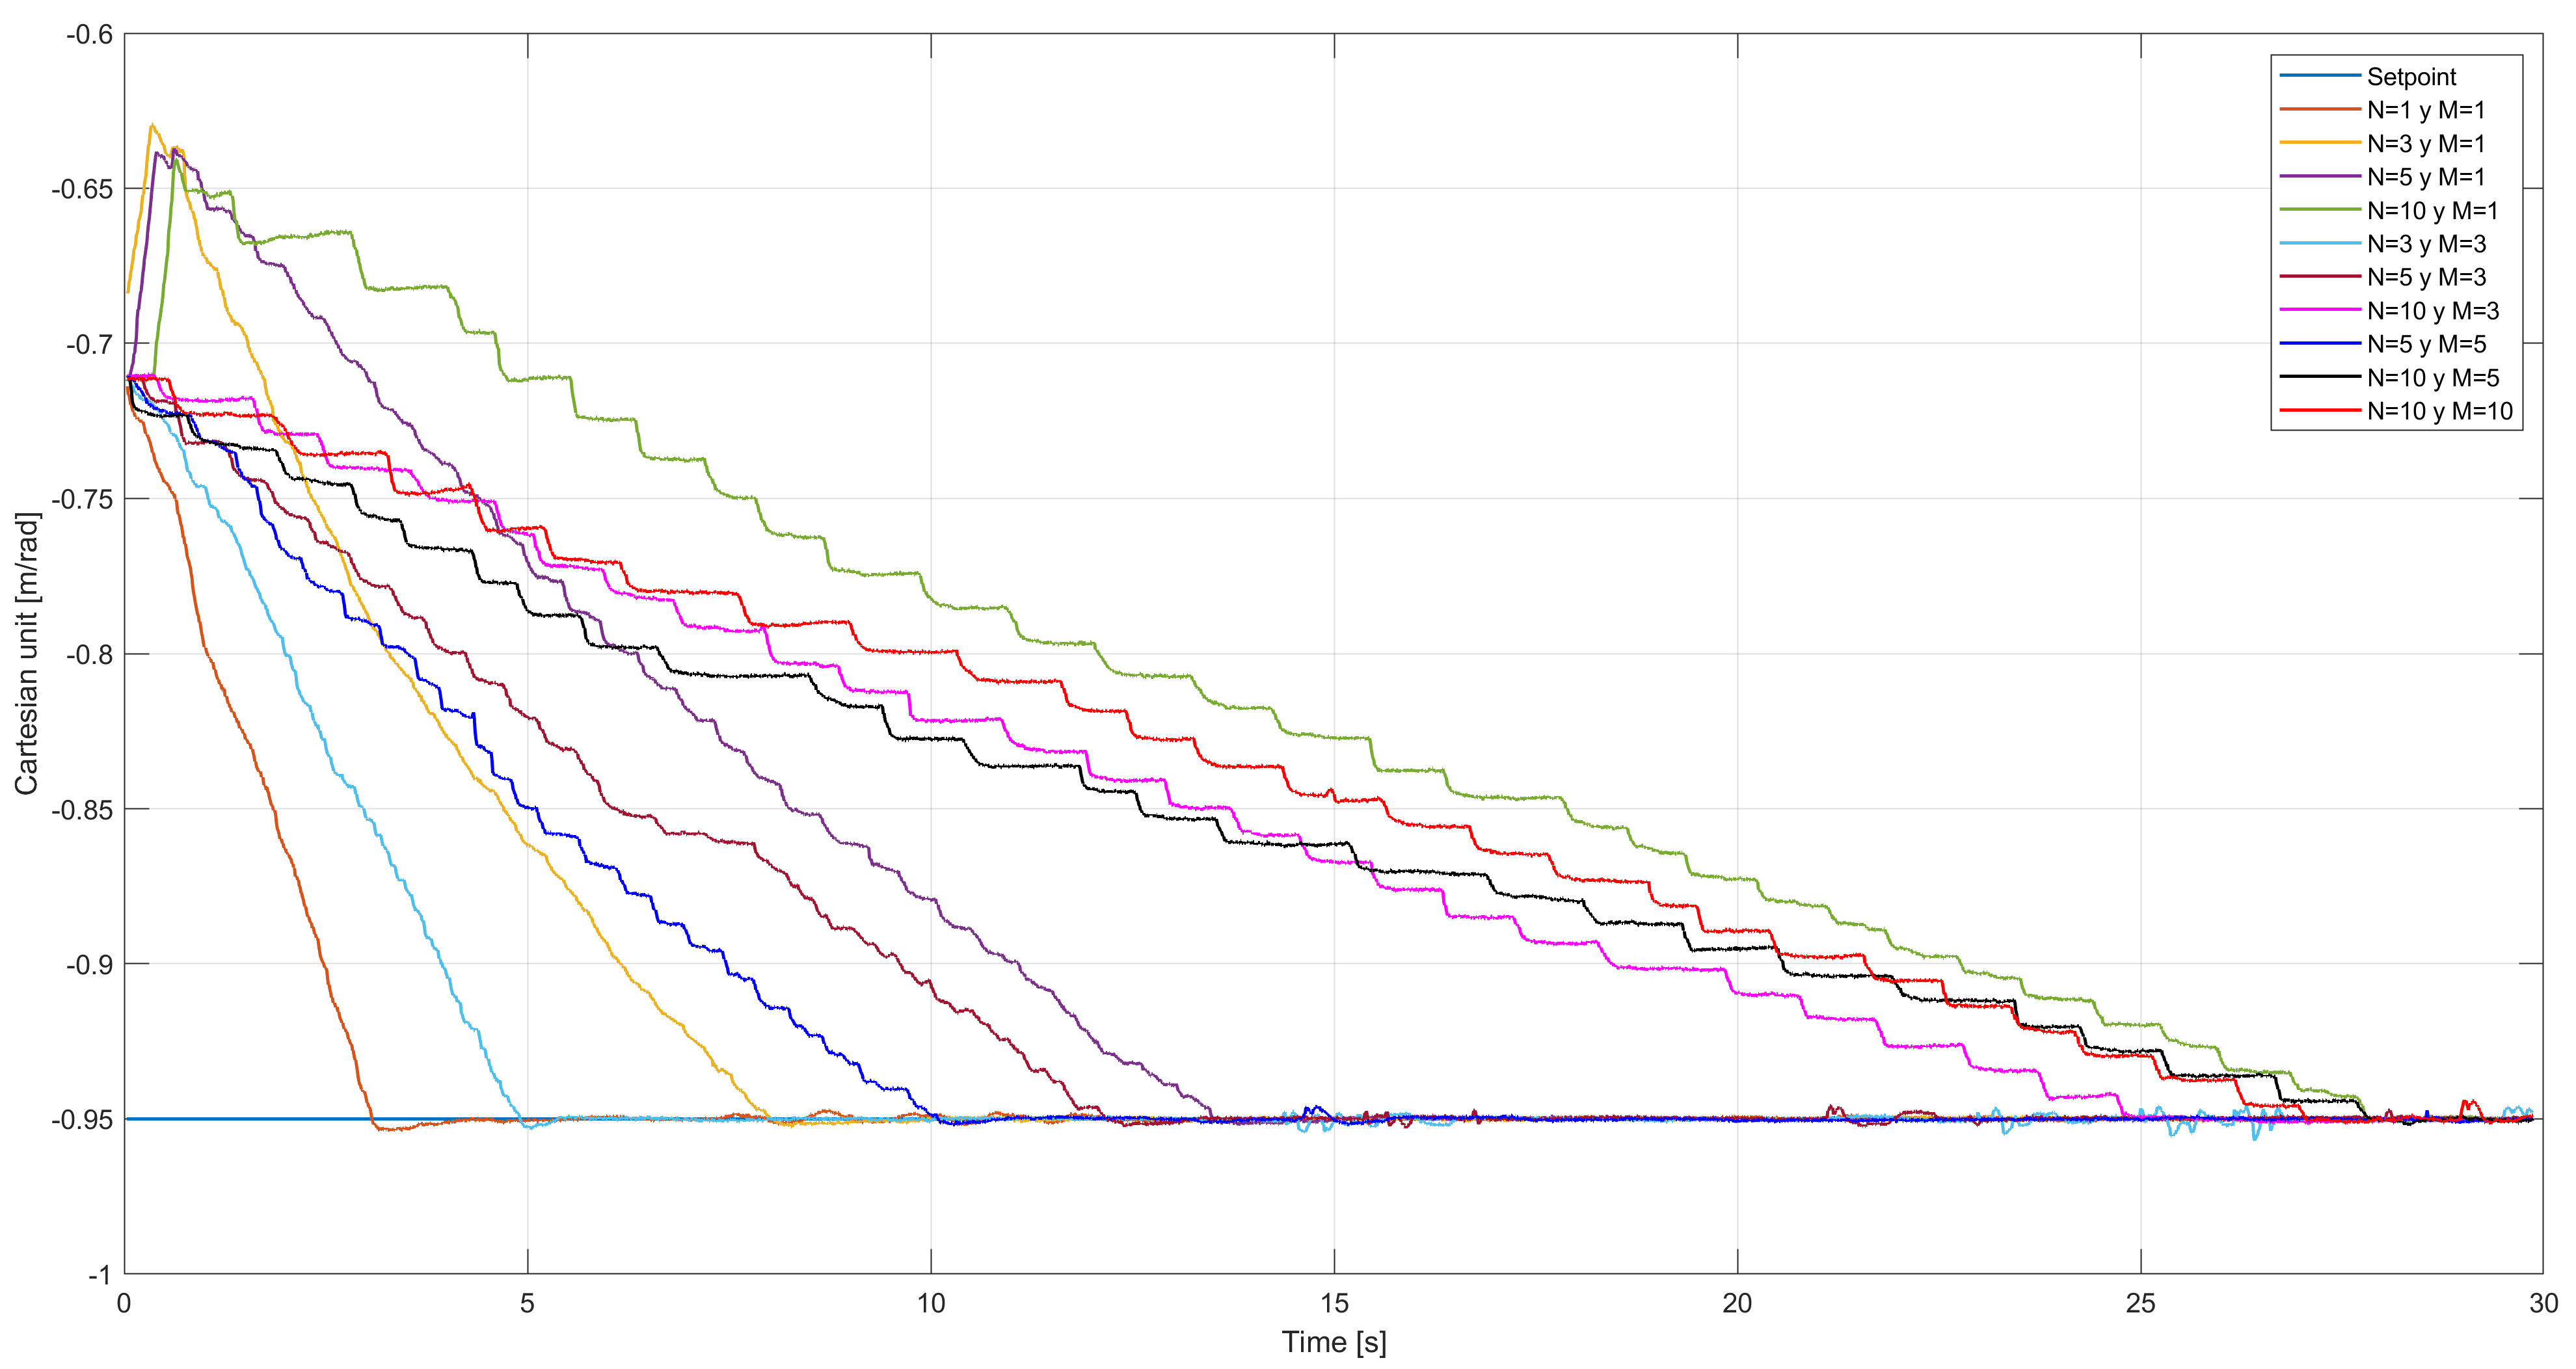 -0.6
-0.65
-0.7
-0.75
-0.8
-0.85
-0.9
-0.95
-1
Cartesian unit [m/rad]
0 5 10 15 20 25 30
Time [s]
Setpoint
N=1 y M=1
N=3 y M=1
N=5 y M=1
N=10 y M=1
N=3 y M=3
N=5 y M=3
N=10 y M=3
N=5 y M=5
N=10 y M=5
N=10 y M=10